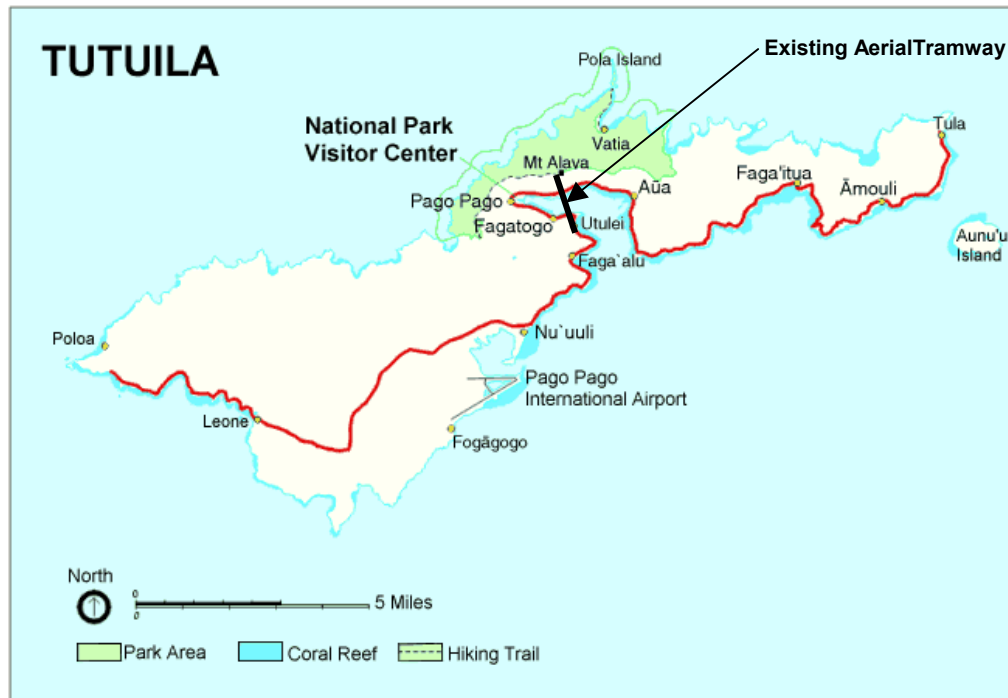 TUTUILA
Existing AerialTramway
Pola Island
National Park
Visitor Center
Vatia
Tula
Mt Alava
Faga'itua
Pago Pago
Aūa
Āmouli
Fagatogo
Utulei
Aunu'u
Island
Faga`alu
Nu`uuli
Poloa
Pago Pago
International Airport
Leone
Fogāgogo
North
0
5 Miles
0
Park Area
Coral Reef
Hiking Trail